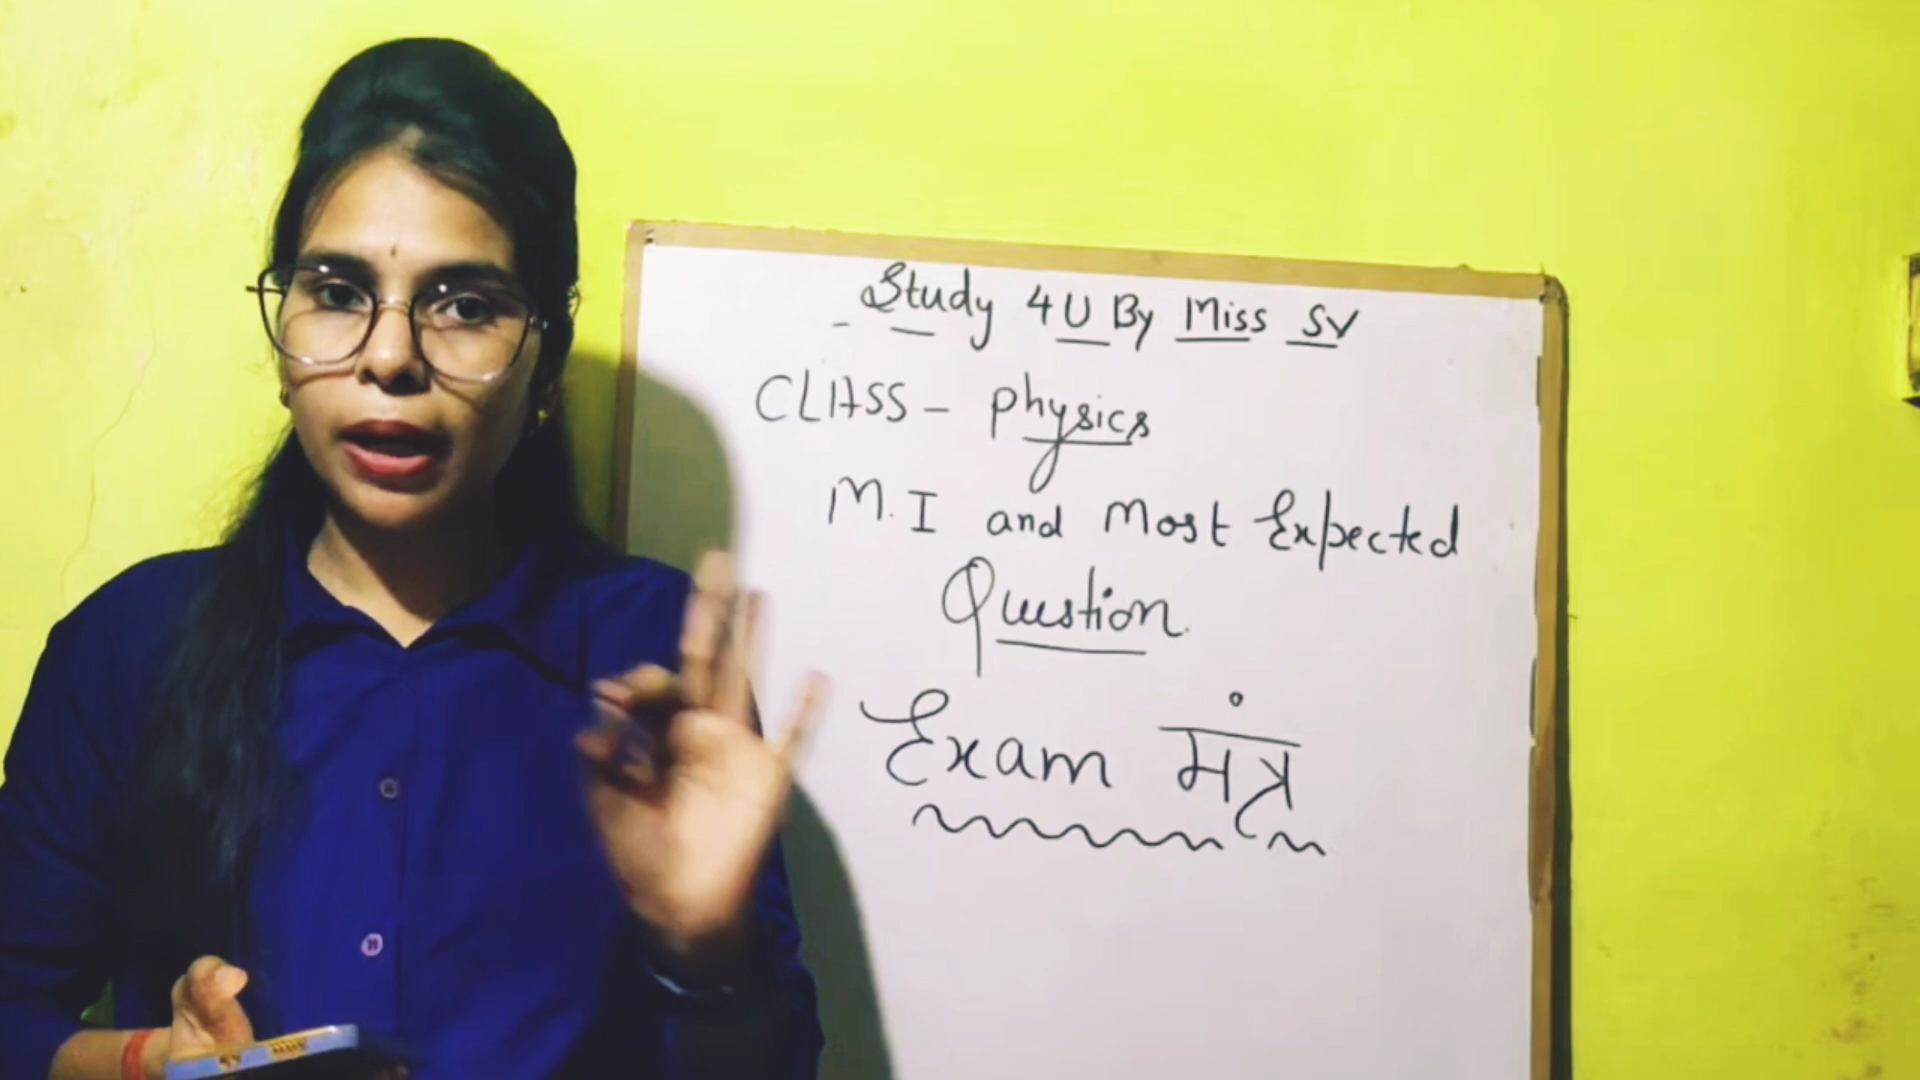 Study 4U By Miss SV
CLASS - Physics
M.I and Most Expected
Question.
Exam मंत्र